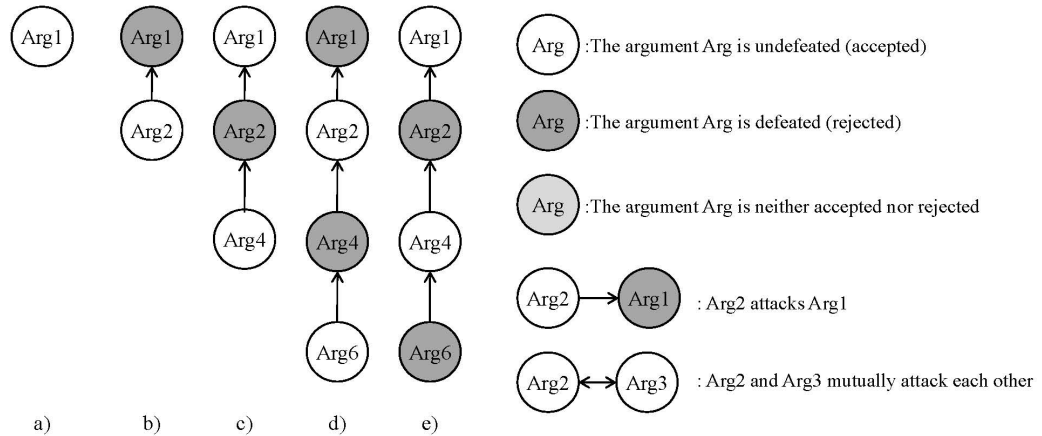 Arg1 Arg1 Arg1 Arg1 Arg1
Arg2 Arg2 Arg2 Arg2
Arg4 Arg4 Arg4
Arg6 Arg6
a) b) c) d) e)
Arg :The argument Arg is undefeated (accepted)
Arg :The argument Arg is defeated (rejected)
Arg :The argument Arg is neither accepted nor rejected
Arg2 Arg1 : Arg2 attacks Arg1
Arg2 Arg3 : Arg2 and Arg3 mutually attack each other